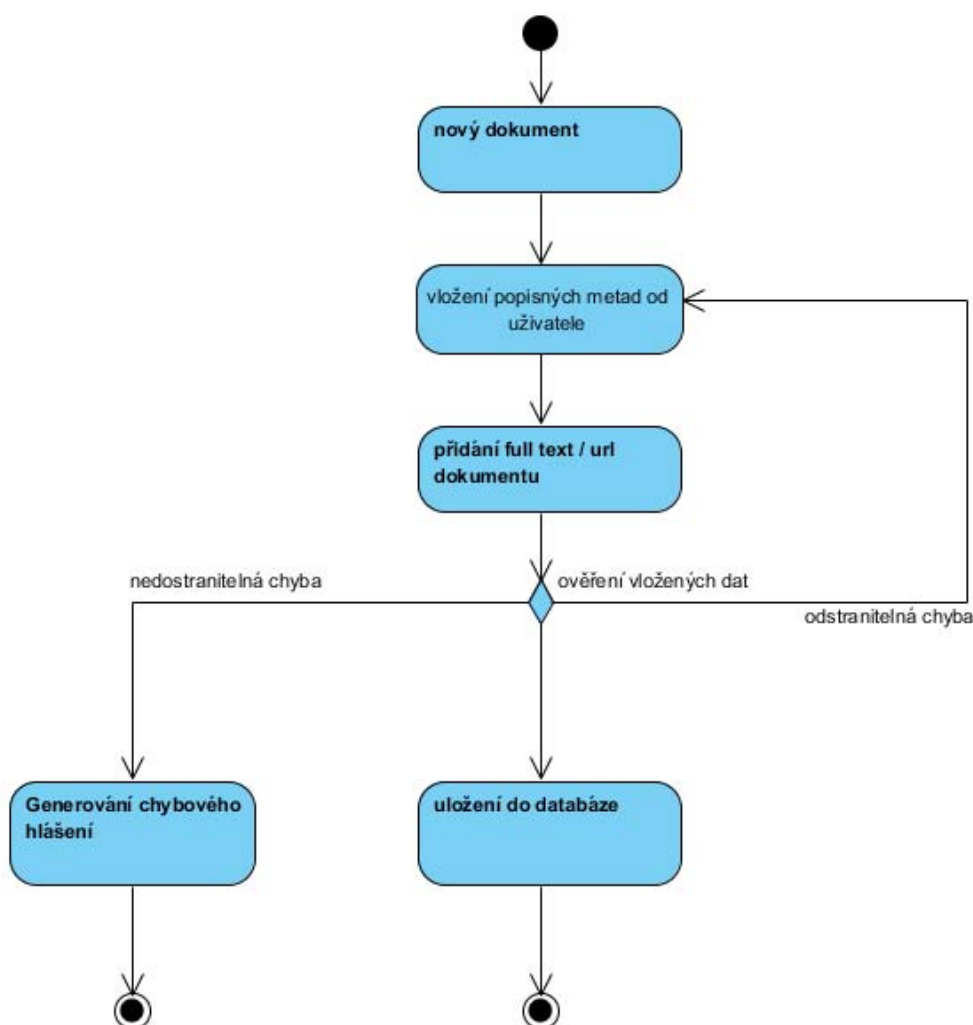 nový dokument
vložení popisných metad od
uživatele
přidání full text / url
dokumentu
nedostranitelná chyba
ověření vložených dat
odstranitelná chyba
Generování chybového
hlášení
uložení do databáze